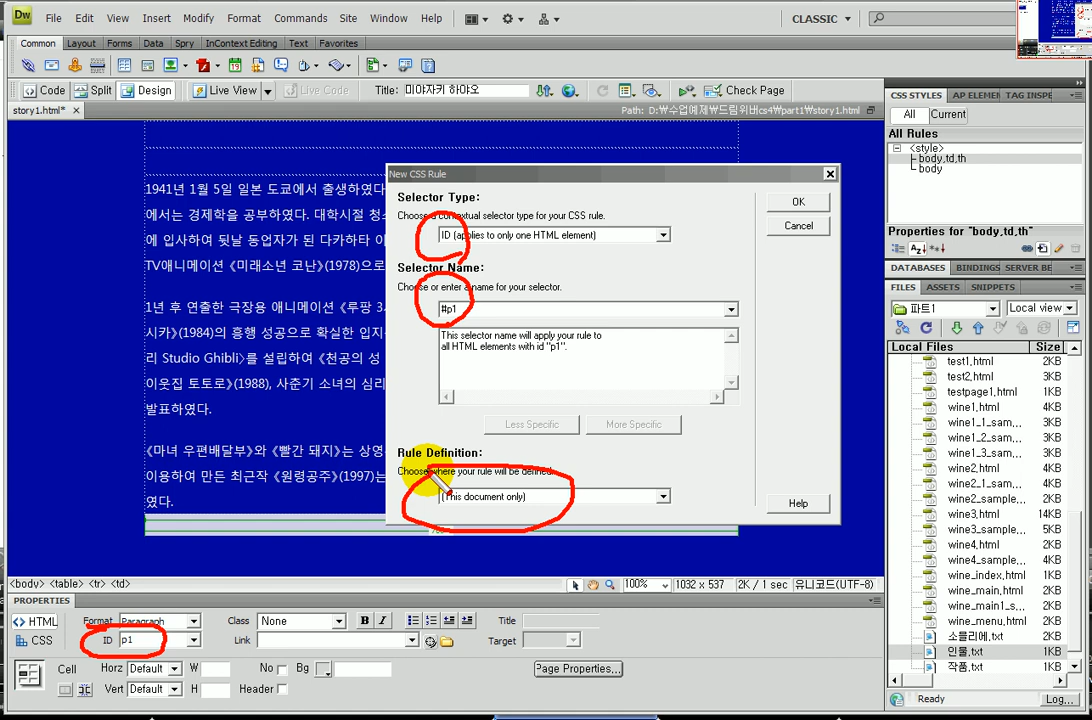 Dw File Edit View Insert Modify Format Commands Site Window Help CLASSIC
Common Layout Forms Data Spry InContext Editing Text Favorites
Code Split Design Live View Live Code Title: 미야자키 하야오 Check Page
story1.html* Path: D:₩수업예제₩드림위버cs4₩part1₩story1.html
1941년 1월 5일 일본 도쿄에서 출생하였다
에서는 경제학을 공부하였다. 대학시절 청소
에 입사하여 뒷날 동업자가 된 다카하타 이
TV애니메이션 《미래소년 코난》(1978)으로
1년 후 연출한 극장용 애니메이션 《루팡 3
시카》(1984)의 흥행 성공으로 확실한 입지
리 Studio Ghibli〉를 설립하여 《천공의 성
이웃집 토토로》(1988), 사춘기 소녀의 심리
발표하였다.
《마녀 우편배달부》와 《빨간 돼지》는 상영
이용하여 만든 최근작 《원령공주》(1997)는
였다.
New CSS Rule
Selector Type:
Choose a contextual selector type for your CSS rule.
ID (applies to only one HTML element)
Selector Name:
Choose or enter a name for your selector.
#p1
This selector name will apply your rule to
all HTML elements with id "p1".
Less Specific More Specific
Rule Definition:
Choose where your rule will be defined.
(This document only)
OK
Cancel
Help
<body> <table> <tr> <td> 100% 1032 x 537 2K / 1 sec 유니코드(UTF-8)
PROPERTIES
HTML Format Paragraph Class None B I Title
CSS ID p1 Link Target
Cell Horz Default W No Bg Page Properties...
Vert Default H Header
CSS STYLES AP ELEMEN TAG INSPE
All Current
All Rules
<style>
body,td,th
body
Properties for "body,td,th"
DATABASES BINDINGS SERVER BE
FILES ASSETS SNIPPETS
파트1 Local view
Local Files Size
test1.html 2KB
test2.html 3KB
testpage1.html 1KB
wine1.html 4KB
wine1_1_sam... 2KB
wine1_2_sam... 3KB
wine1_3_sam... 4KB
wine2.html 4KB
wine2_1_sam... 4KB
wine2_sample... 2KB
wine3.html 14KB
wine3_sample... 5KB
wine4.html 2KB
wine4_sample... 4KB
wine_index.html 1KB
wine_main.html 2KB
wine_main1_s... 2KB
wine_menu.html 2KB
소믈리에.txt 2KB
인물.txt 1KB
작품.txt 1KB
Ready Log...